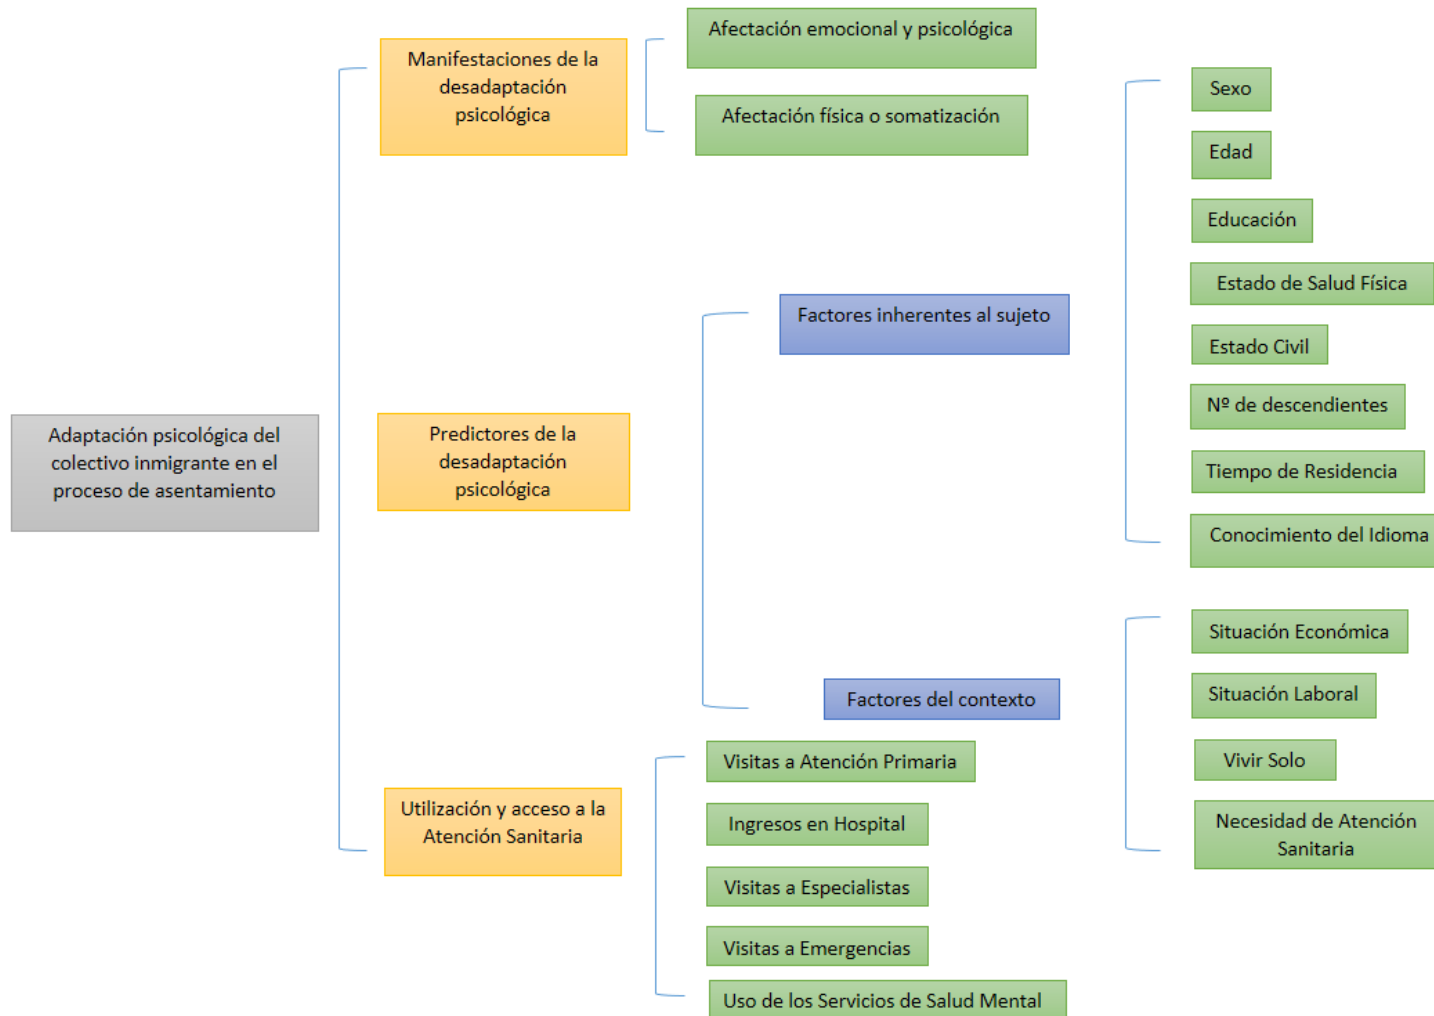 Adaptación psicológica del
colectivo inmigrante en el
proceso de asentamiento
Manifestaciones de la
desadaptación
psicológica
Afectación emocional y psicológica
Afectación física o somatización
Predictores de la
desadaptación
psicológica
Factores inherentes al sujeto
Sexo
Edad
Educación
Estado de Salud Física
Estado Civil
Nº de descendientes
Tiempo de Residencia
Conocimiento del Idioma
Factores del contexto
Situación Económica
Situación Laboral
Vivir Solo
Necesidad de Atención
Sanitaria
Utilización y acceso a la
Atención Sanitaria
Visitas a Atención Primaria
Ingresos en Hospital
Visitas a Especialistas
Visitas a Emergencias
Uso de los Servicios de Salud Mental